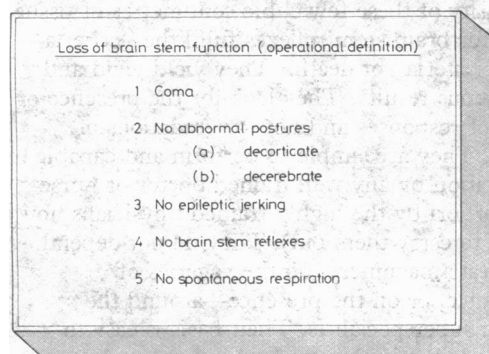 Loss of brain stem function (operational definition)
1 Coma
2 No abnormal postures
(a) decorticate
(b) decerebrate
3 No epileptic jerking
4 No brain stem reflexes
5 No spontaneous respiration